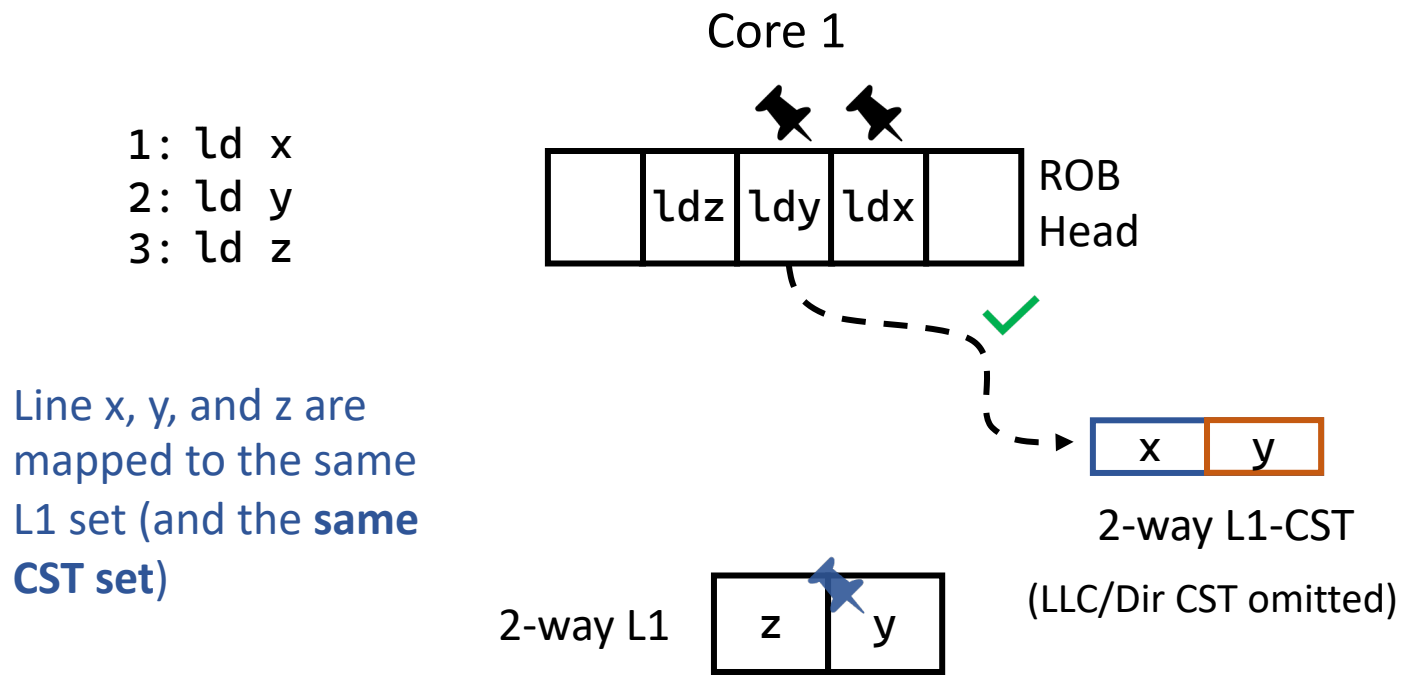 Core 1
1: ld x
2: ld y
3: ld z
ldz ldy ldx
ROB
Head
Line x, y, and z are
mapped to the same
L1 set (and the same
CST set)
x y
2-way L1-CST
(LLC/Dir CST omitted)
2-way L1
z y